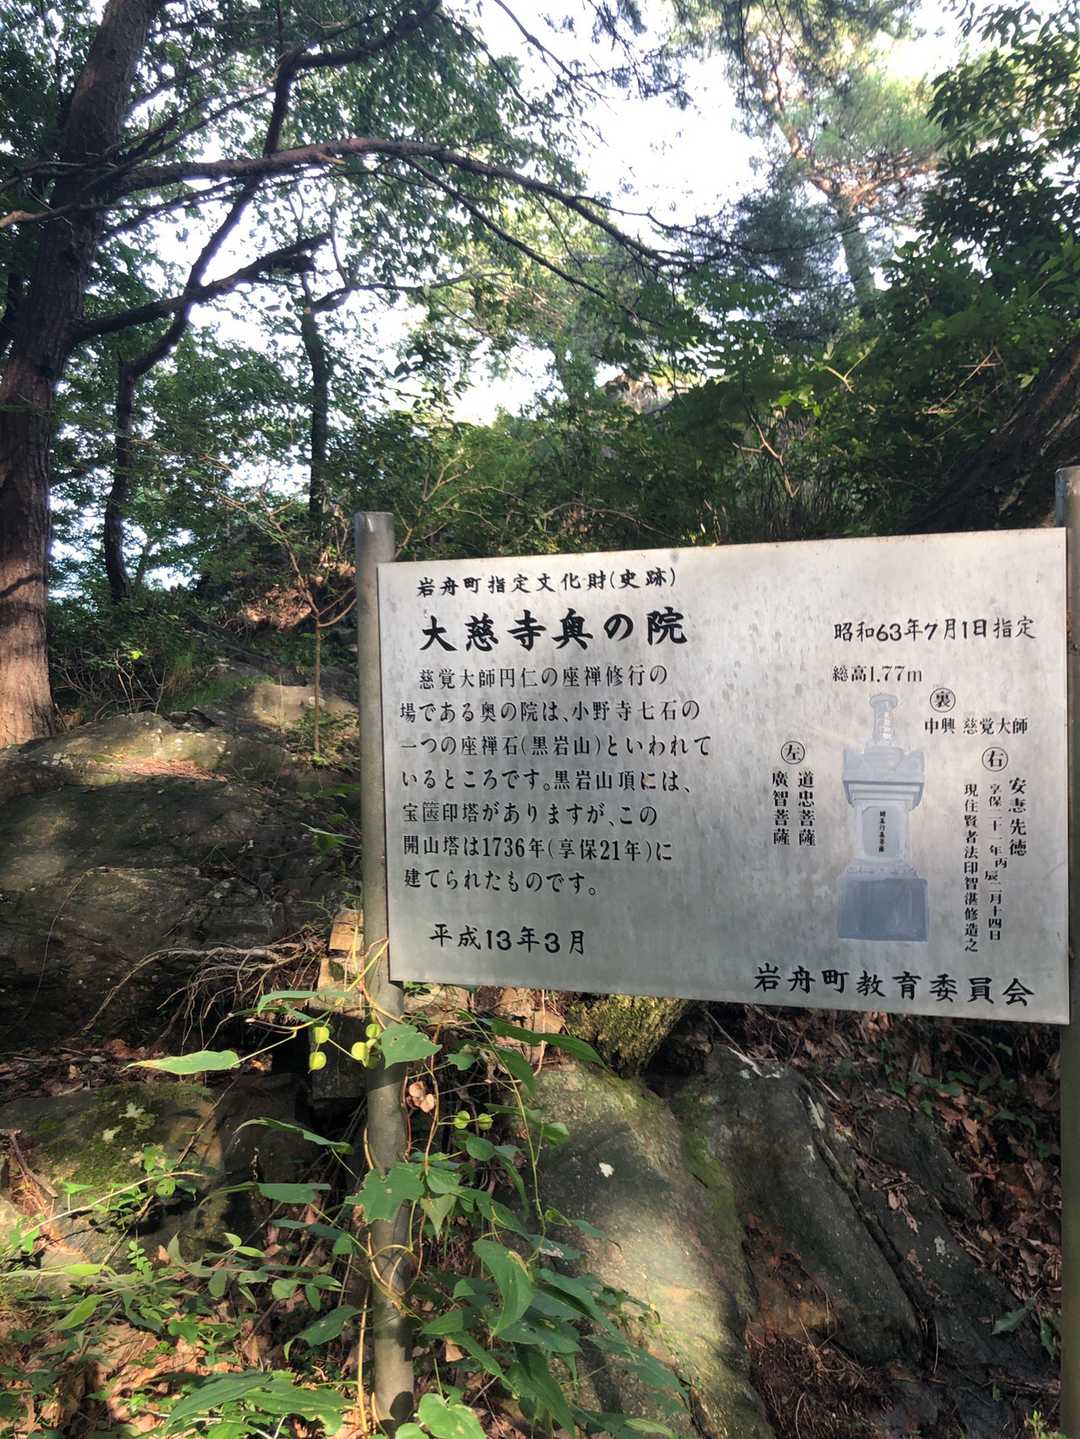 岩舟町指定文化財(史跡)
大慈寺奥の院
昭和63年7月1日指定
慈覚大師円仁の座禅修行の
場である奥の院は、小野寺七石の
一つの座禅石(黒岩山)といわれて
いるところです。黒岩山頂には、
宝篋印塔がありますが、この
開山塔は1736年(享保21年)に
建てられたものです。
平成13年3月
総高1.77m
裏
中興 慈覚大師
左
道忠菩薩
廣智菩薩
右
安恵先徳
享保二十一年丙辰二月十四日
現住賢者法印智湛修造之
岩舟町教育委員会